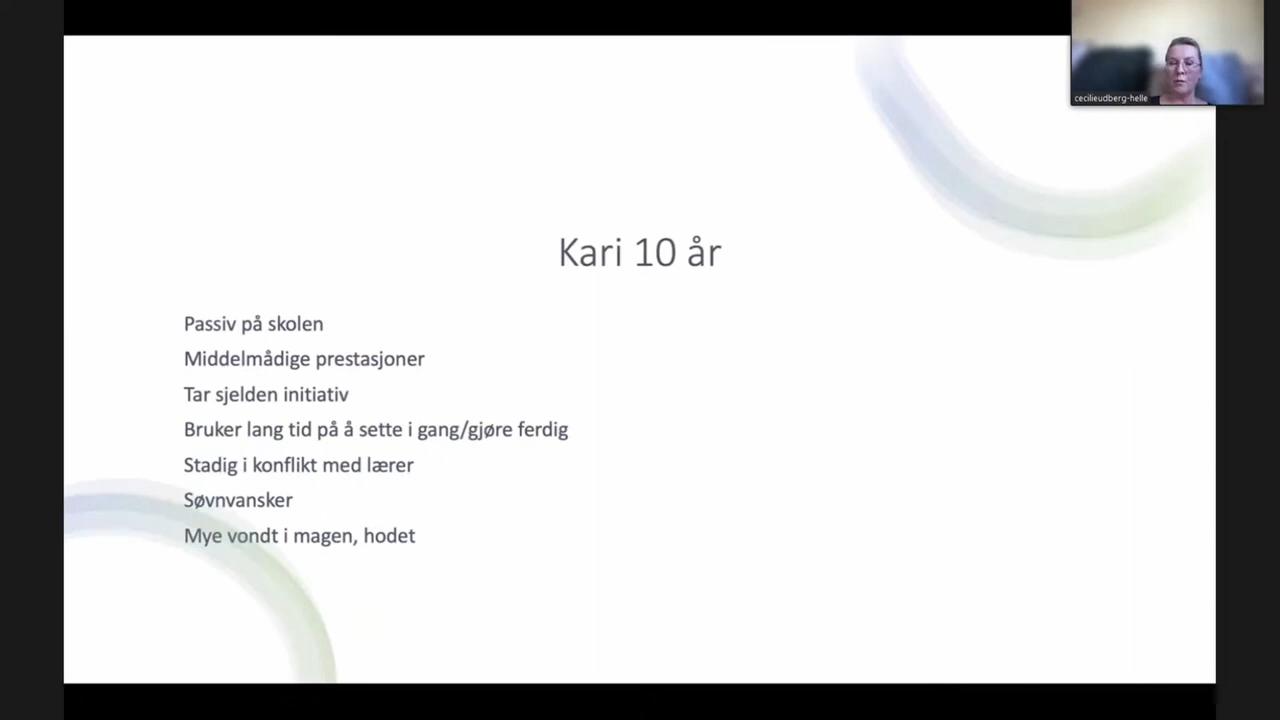 cecilieudberg-helle
Kari 10 år
Passiv på skolen
Middelmådige prestasjoner
Tar sjelden initiativ
Bruker lang tid på å sette i gang/gjøre ferdig
Stadig i konflikt med lærer
Søvnvansker
Mye vondt i magen, hodet